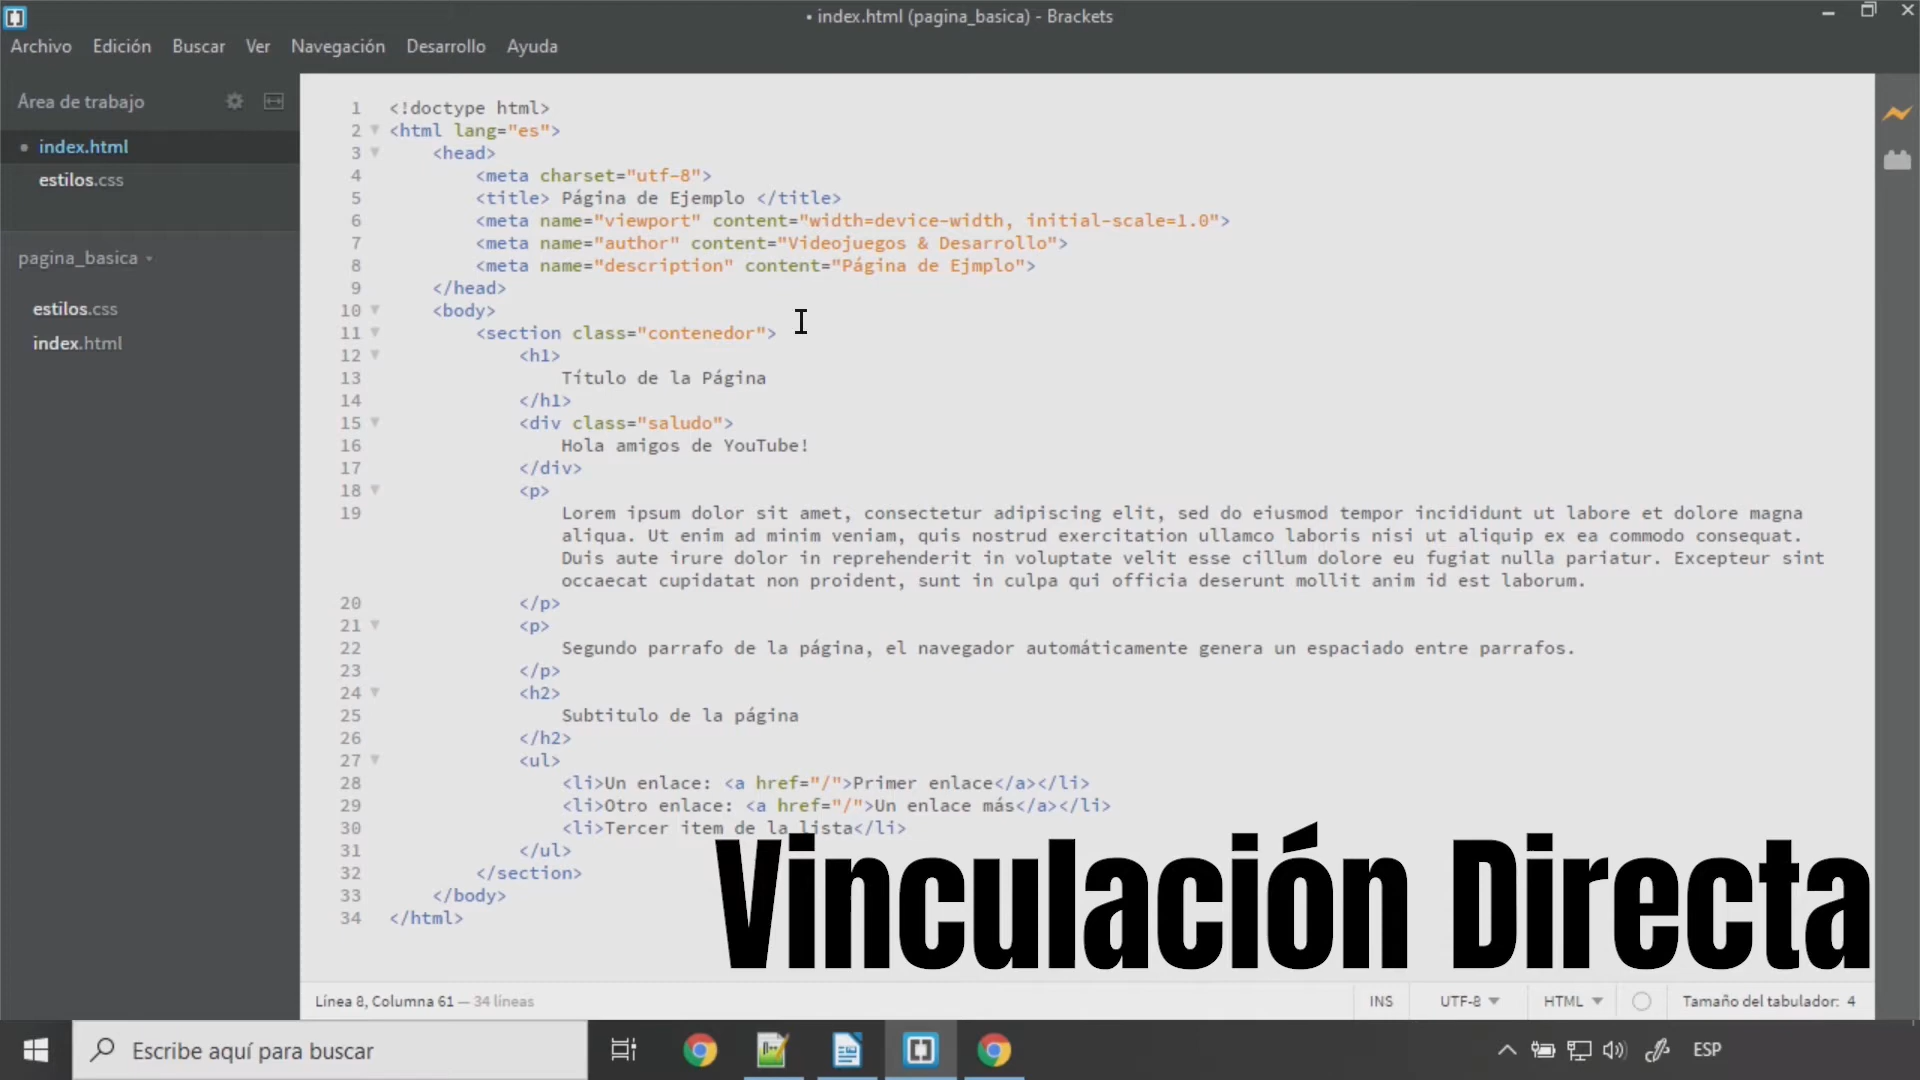 • index.html (pagina_basica) - Brackets
Archivo Edición Buscar Ver Navegación Desarrollo Ayuda
Área de trabajo
• index.html
estilos.css
pagina_basica
estilos.css
index.html
1 <!doctype html>
2 <html lang="es">
3 <head>
4 <meta charset="utf-8">
5 <title> Página de Ejemplo </title>
6 <meta name="viewport" content="width=device-width, initial-scale=1.0">
7 <meta name="author" content="Videojuegos & Desarrollo">
8 <meta name="description" content="Página de Ejmplo">
9 </head>
10 <body>
11 <section class="contenedor">
12 <h1>
13 Título de la Página
14 </h1>
15 <div class="saludo">
16 Hola amigos de YouTube!
17 </div>
18 <p>
19 Lorem ipsum dolor sit amet, consectetur adipiscing elit, sed do eiusmod tempor incididunt ut labore et dolore magna
aliqua. Ut enim ad minim veniam, quis nostrud exercitation ullamco laboris nisi ut aliquip ex ea commodo consequat.
Duis aute irure dolor in reprehenderit in voluptate velit esse cillum dolore eu fugiat nulla pariatur. Excepteur sint
occaecat cupidatat non proident, sunt in culpa qui officia deserunt mollit anim id est laborum.
20 </p>
21 <p>
22 Segundo parrafo de la página, el navegador automáticamente genera un espaciado entre parrafos.
23 </p>
24 <h2>
25 Subtitulo de la página
26 </h2>
27 <ul>
28 <li>Un enlace: <a href="/">Primer enlace</a></li>
29 <li>Otro enlace: <a href="/">Un enlace más</a></li>
30 <li>Tercer item de la lista</li>
31 </ul>
32 </section>
33 </body>
34 </html>
Vinculación Directa
Línea 8, Columna 61 — 34 líneas INS UTF-8 HTML Tamaño del tabulador: 4
Escribe aquí para buscar
ESP